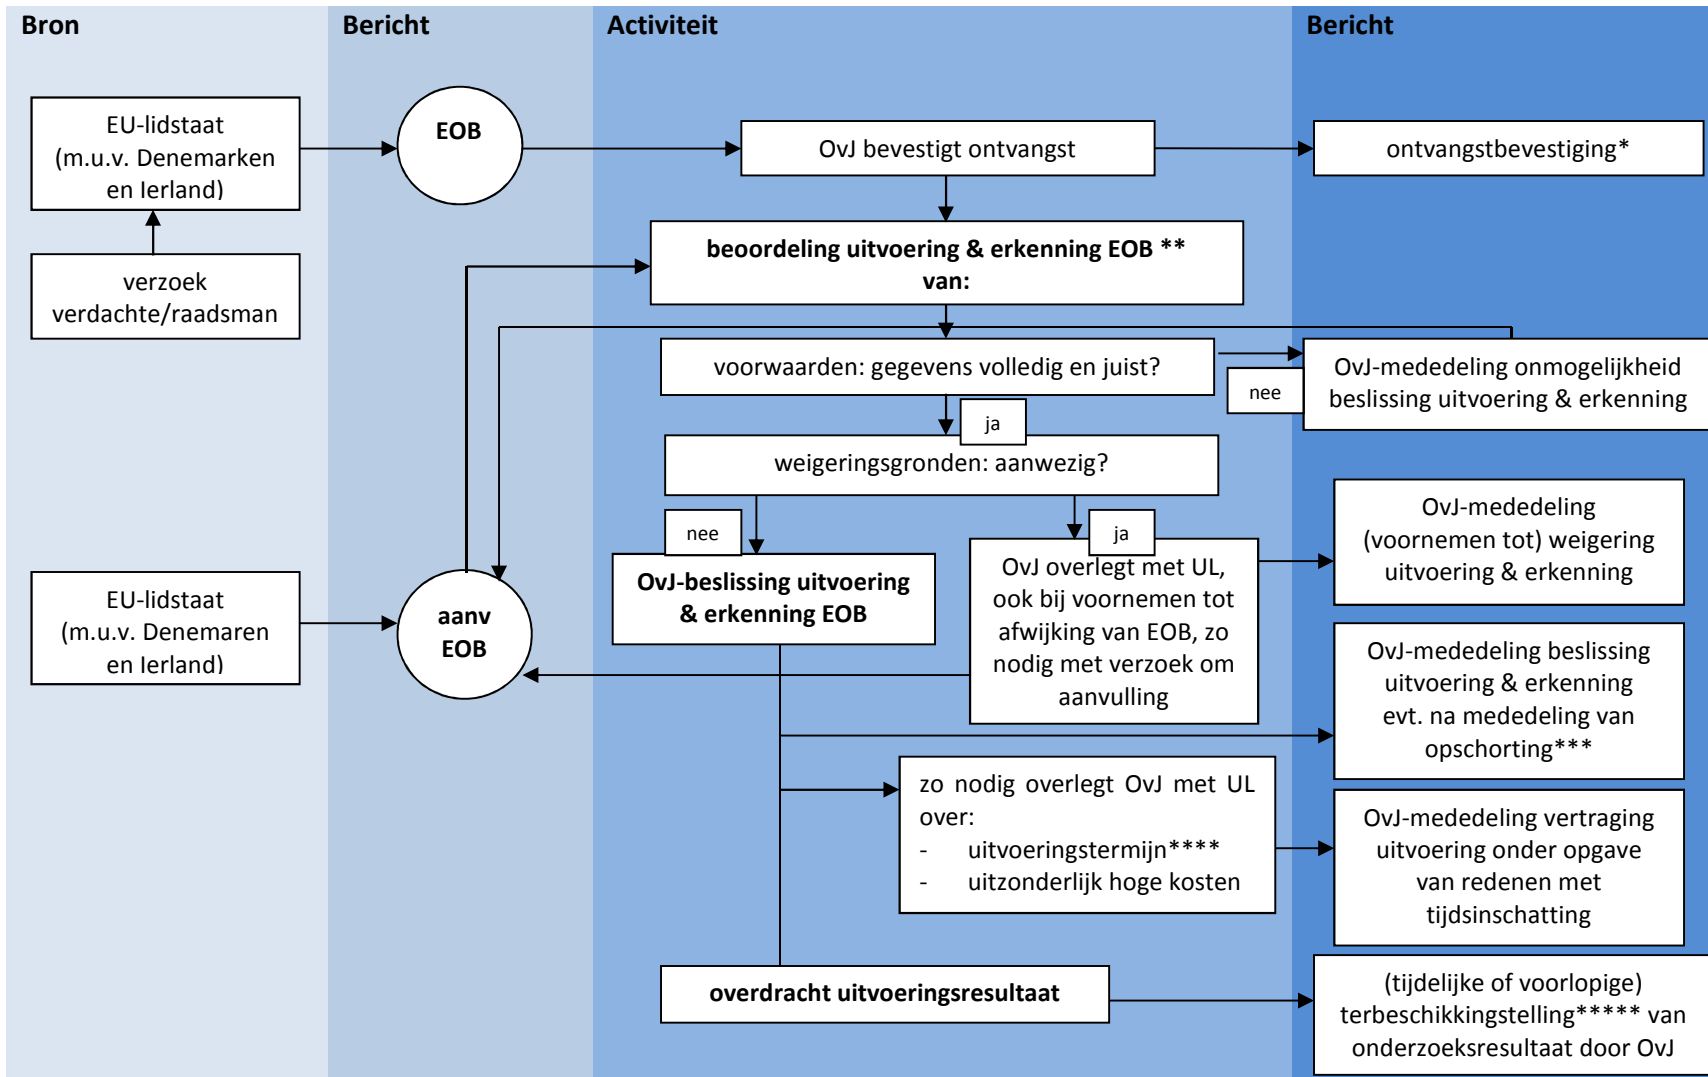 Bron
Bericht
Activiteit
Bericht
EU-lidstaat
(m.u.v. Denemarken
en Ierland)
EOB
OvJ bevestigt ontvangst
ontvangstbevestiging*
verzoek
verdachte/raadsman
beoordeling uitvoering & erkenning EOB **
van:
voorwaarden: gegevens volledig en juist?
nee
OvJ-mededeling onmogelijkheid
beslissing uitvoering & erkenning
ja
weigeringsgronden: aanwezig?
nee
ja
OvJ-beslissing uitvoering
& erkenning EOB
OvJ overlegt met UL,
ook bij voornemen tot
afwijking van EOB, zo
nodig met verzoek om
aanvulling
OvJ-mededeling
(voornemen tot) weigering
uitvoering & erkenning
EU-lidstaat
(m.u.v. Denemaren
en Ierland)
aanv
EOB
OvJ-mededeling beslissing
uitvoering & erkenning
evt. na mededeling van
opschorting***
zo nodig overlegt OvJ met UL
over:
- uitvoeringstermijn****
- uitzonderlijk hoge kosten
OvJ-mededeling vertraging
uitvoering onder opgave
van redenen met
tijdsinschatting
overdracht uitvoeringsresultaat
(tijdelijke of voorlopige)
terbeschikkingstelling***** van
onderzoeksresultaat door OvJ